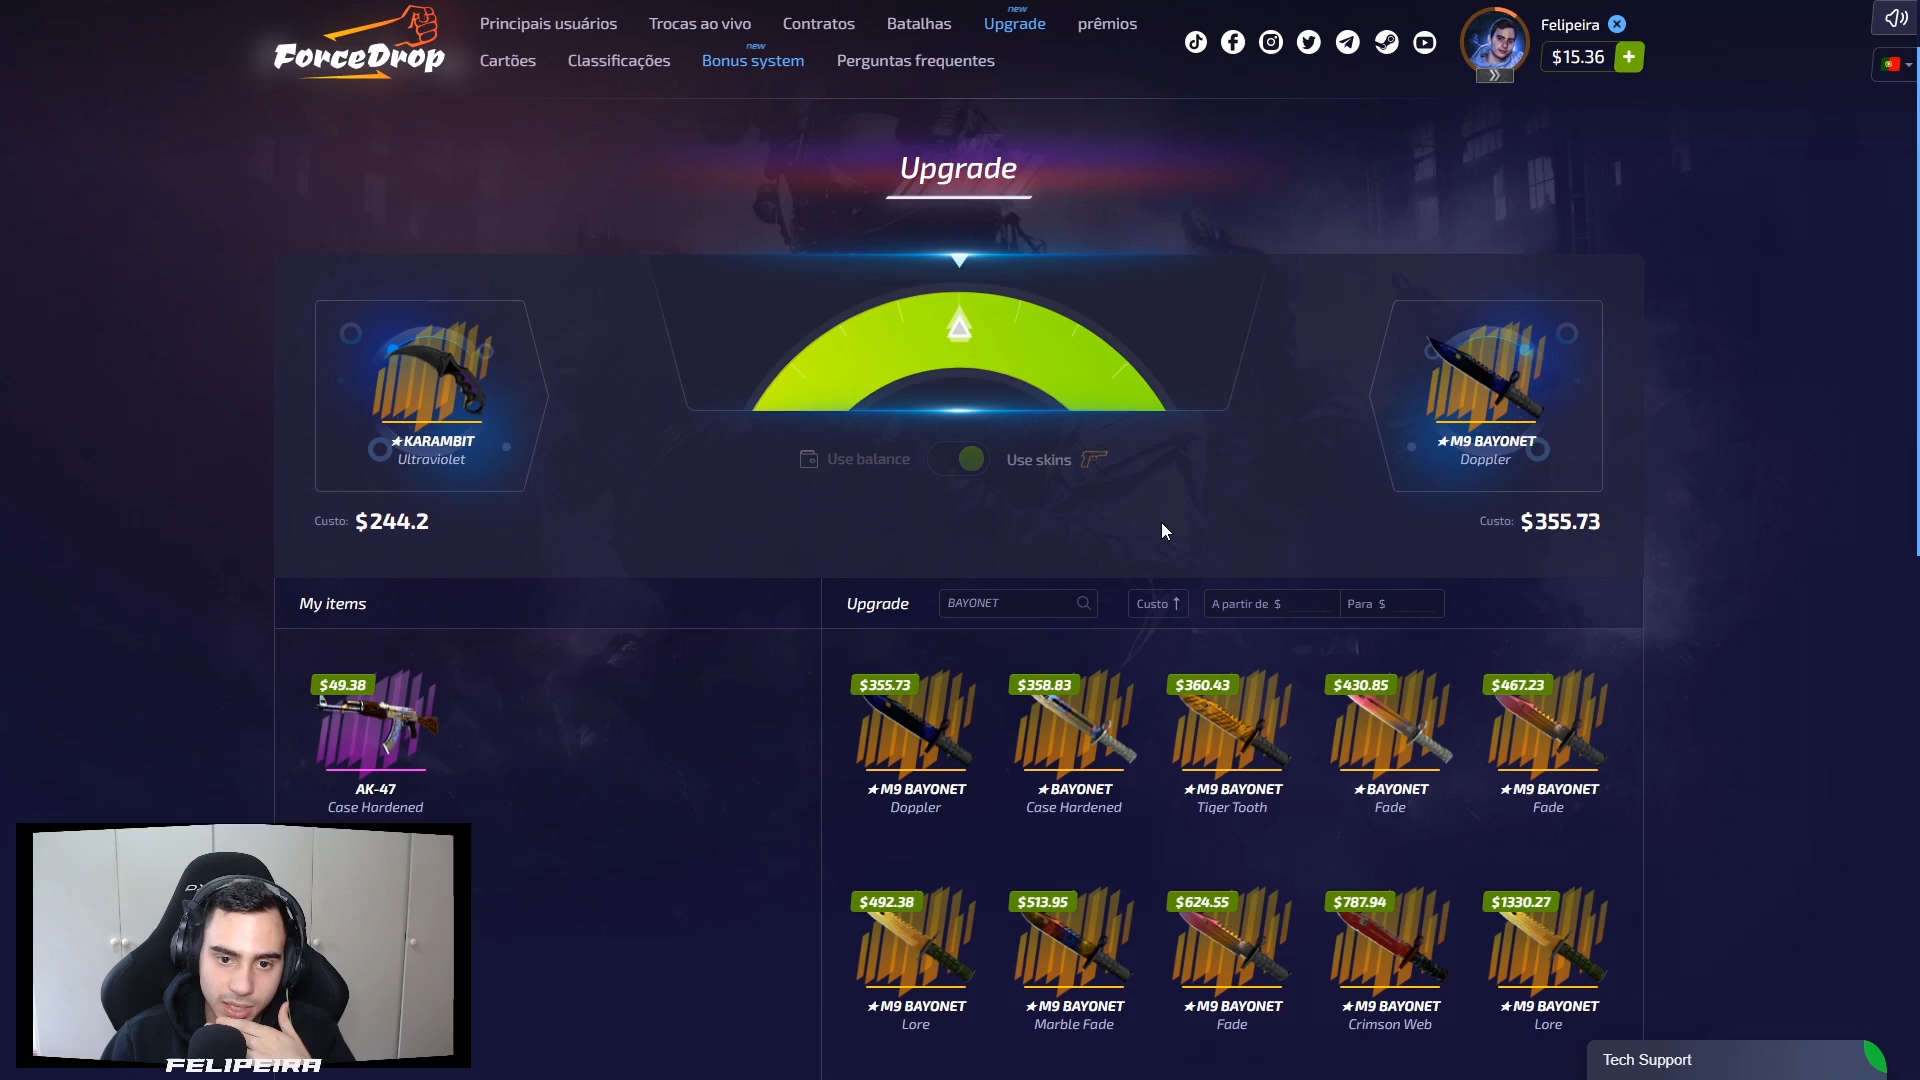 ForceDrop
Principais usuários
Trocas ao vivo
Contratos
Batalhas
new
Upgrade
prêmios
Cartões
Classificações
new
Bonus system
Perguntas frequentes
Felipeira
$15.36
+
Upgrade
★ KARAMBIT
Ultraviolet
Custo: $244.2
Use balance
Use skins
★ M9 BAYONET
Doppler
Custo: $355.73
My items
Upgrade
BAYONET
Custo ↑
A partir de $
Para $
$49.38
AK-47
Case Hardened
$355.73
★ M9 BAYONET
Doppler
$358.83
★ BAYONET
Case Hardened
$360.43
★ M9 BAYONET
Tiger Tooth
$430.85
★ BAYONET
Fade
$467.23
★ M9 BAYONET
Fade
$492.38
★ M9 BAYONET
Lore
$513.95
★ M9 BAYONET
Marble Fade
$624.55
★ M9 BAYONET
Fade
$787.94
★ M9 BAYONET
Crimson Web
$1330.27
★ M9 BAYONET
Lore
FELIPEIRA
Tech Support